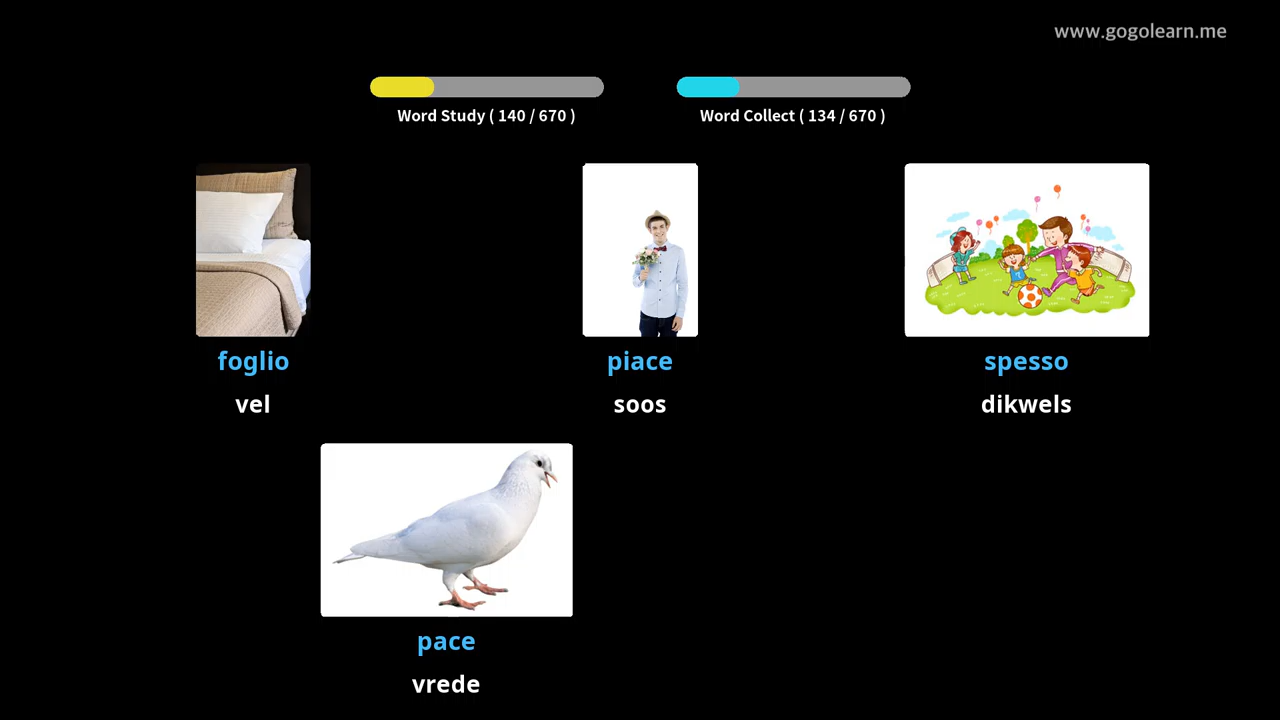 www.gogolearn.me
Word Study ( 140 / 670 )
Word Collect ( 134 / 670 )
foglio
vel
piace
soos
spesso
dikwels
pace
vrede